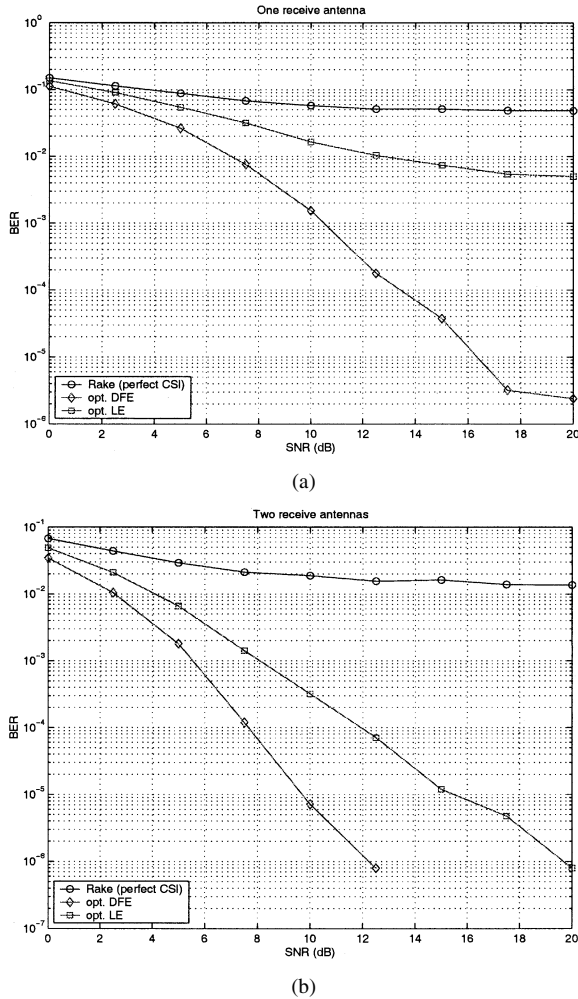 One receive antenna
10^0
10^-1
10^-2
10^-3
10^-4
10^-5
10^-6
BER
Rake (perfect CSI)
opt. DFE
opt. LE
0 2 4 6 8 10 12 14 16 18 20
SNR (dB)
(a)
Two receive antennas
10^-1
10^-2
10^-3
10^-4
10^-5
10^-6
10^-7
BER
Rake (perfect CSI)
opt. DFE
opt. LE
0 2 4 6 8 10 12 14 16 18 20
SNR (dB)
(b)